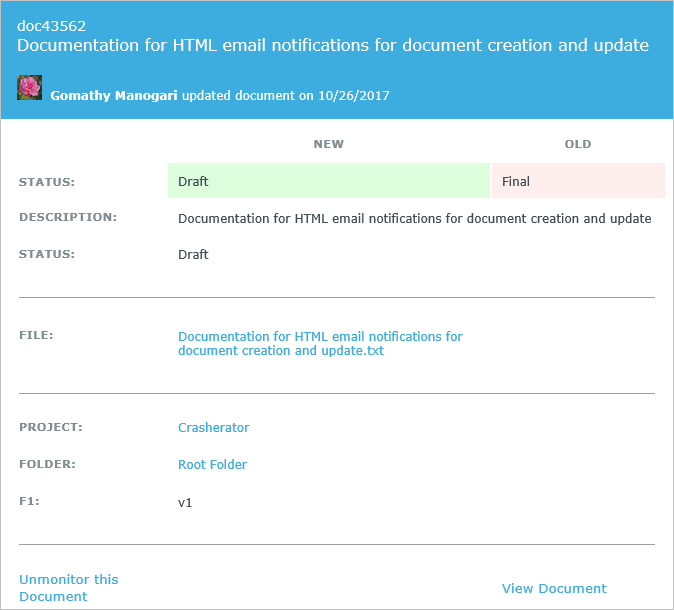 doc43562
Documentation for HTML email notifications for document creation and update
Gomathy Manogari updated document on 10/26/2017
NEW OLD
STATUS: Draft Final
DESCRIPTION: Documentation for HTML email notifications for document creation and update
STATUS: Draft
FILE: Documentation for HTML email notifications for
document creation and update.txt
PROJECT: Crasherator
FOLDER: Root Folder
F1: v1
Unmonitor this
Document
View Document